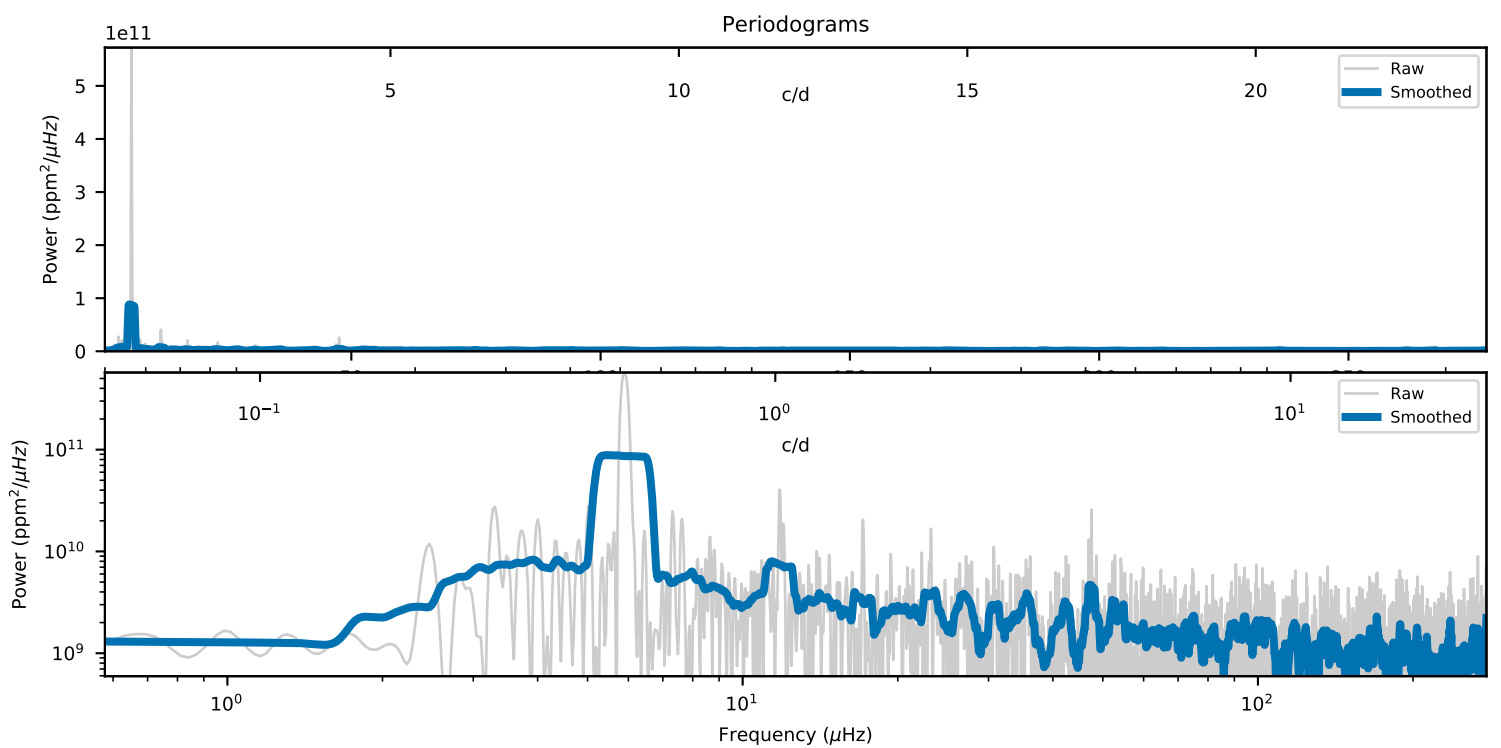 Periodograms
1e11
Raw
Smoothed
5 10 15 20
c/d
5
4
3
2
1
0
Power (ppm²/μHz)
Raw
Smoothed
10⁻¹ 10⁰ 10¹
c/d
10¹¹
10¹⁰
10⁹
Power (ppm²/μHz)
10⁰ 10¹ 10²
Frequency (μHz)